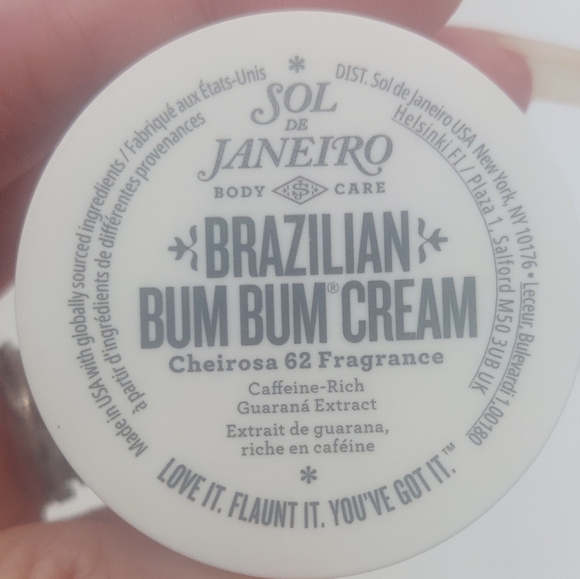 SOL
DE
JANEIRO
BODY CARE
BRAZILIAN
BUM BUM® CREAM
Cheirosa 62 Fragrance
Caffeine-Rich
Guaraná Extract
Extrait de guarana,
riche en caféine
LOVE IT. FLAUNT IT. YOU'VE GOT IT.™
Made in USA with globally sourced ingredients / Fabriqué aux États-Unis
à partir d'ingrédients de différentes provenances
DIST. Sol de Janeiro USA New York, NY 10176 • Leceur, Bulevardi 1, 00180
Helsinki FI / Plaza 1, Salford M50 3UB UK